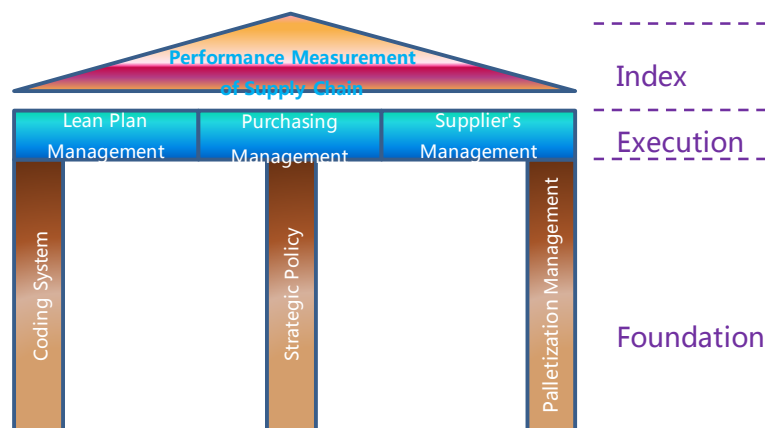 Performance Measurement
of Supply Chain
Index
Lean Plan
Management
Purchasing
Management
Supplier's
Management
Execution
Coding System
Strategic Policy
Palletization Management
Foundation